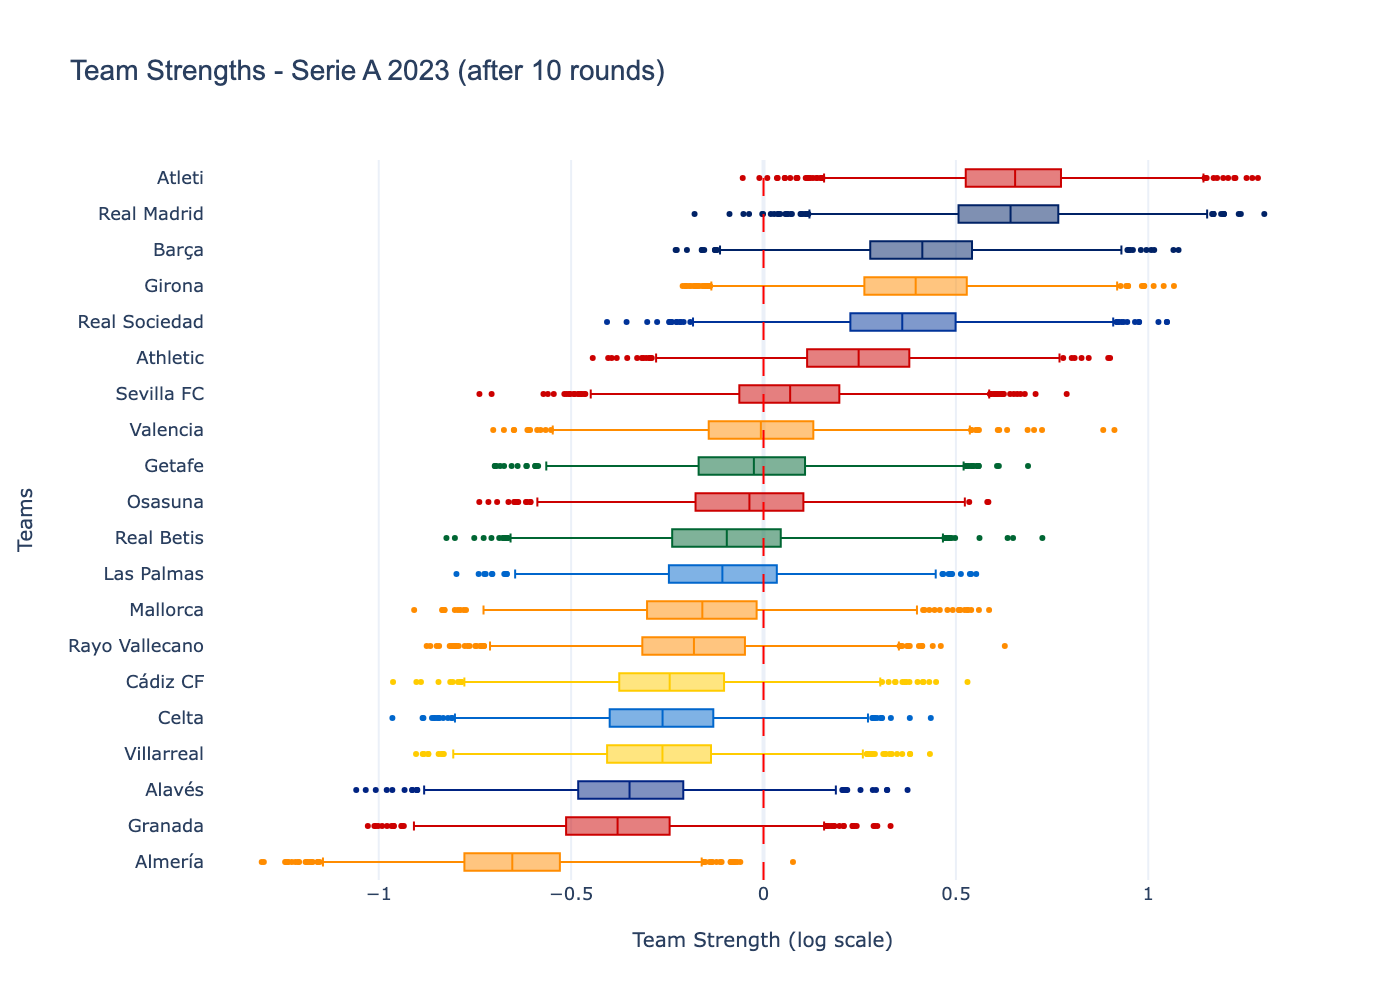 Team Strengths - Serie A 2023 (after 10 rounds)
Teams
Atleti
Real Madrid
Barça
Girona
Real Sociedad
Athletic
Sevilla FC
Valencia
Getafe
Osasuna
Real Betis
Las Palmas
Mallorca
Rayo Vallecano
Cádiz CF
Celta
Villarreal
Alavés
Granada
Almería
−1 −0.5 0 0.5 1
Team Strength (log scale)